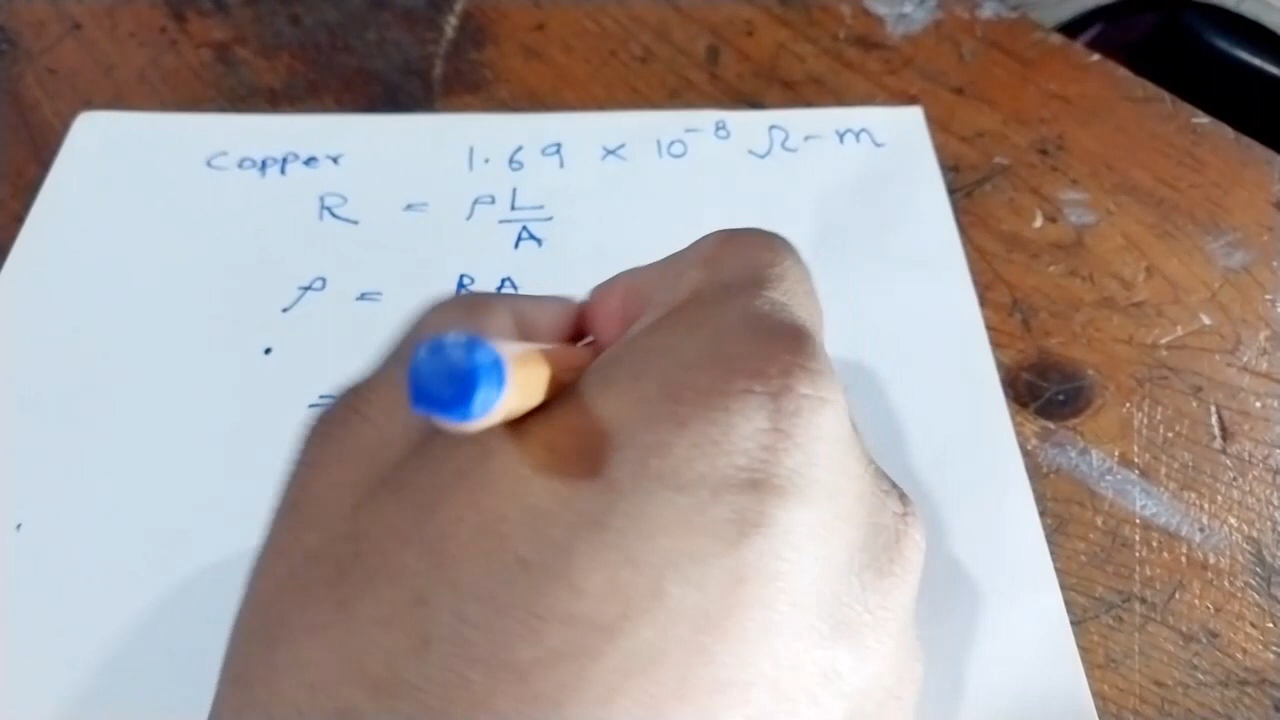 Copper 1.69 × 10⁻⁸ Ω-m
R = ρ L/A
ρ = RA
=